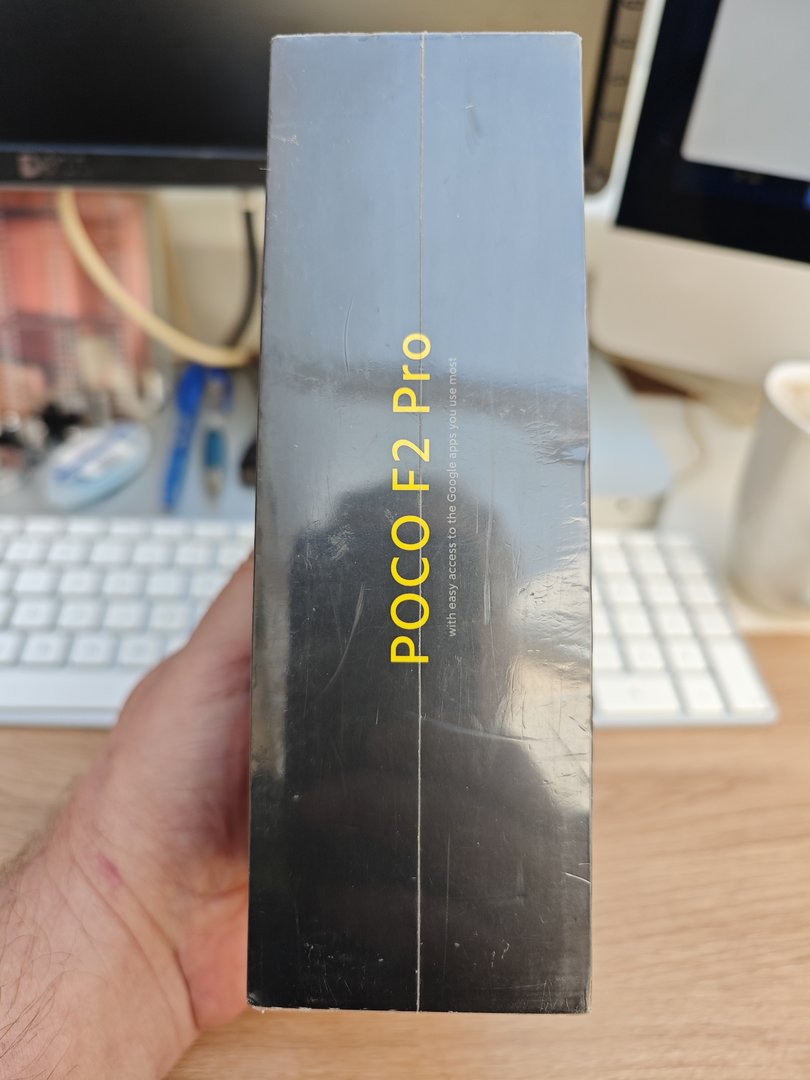 POCO F2 Pro
with easy access to the Google apps you use most